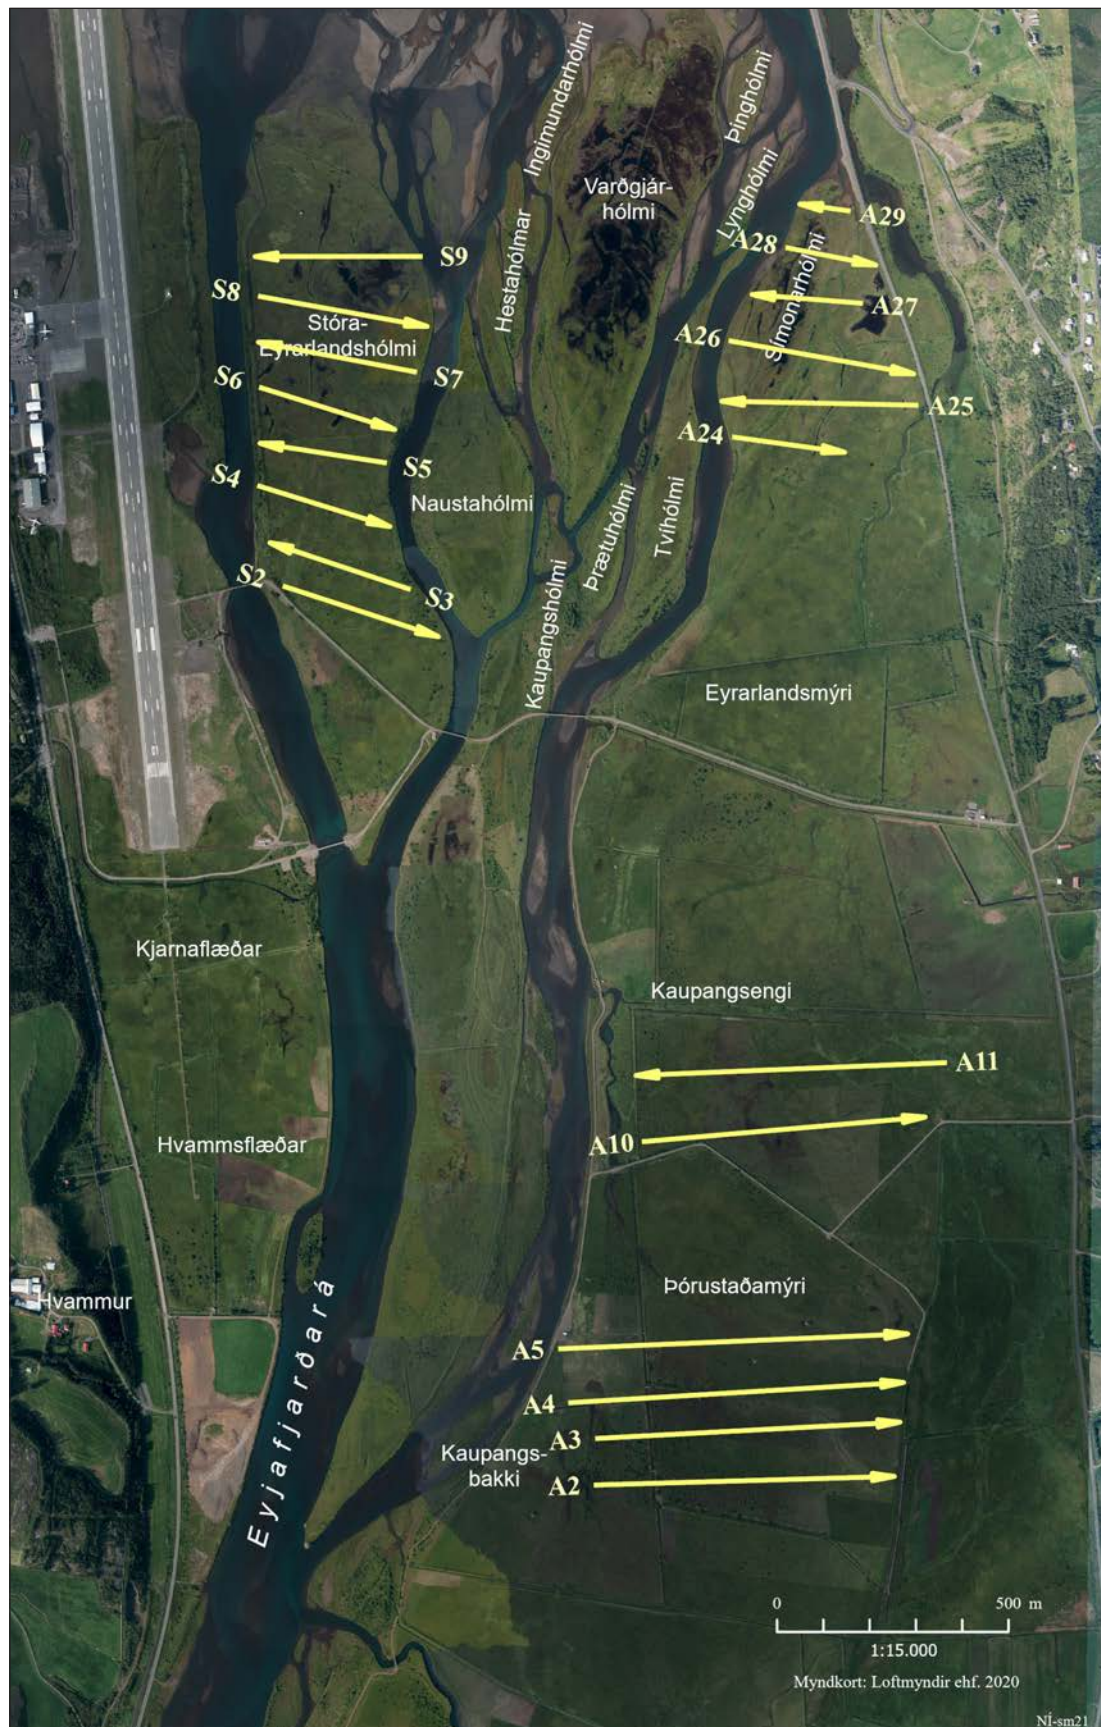 Ingimundarhólmi
Þinghólmi
Varðgjár-
hólmi
Lynghólmi
A29
A28
S9
Hestahólmar
S8
Símonarhólmi
A27
Stóra-
Eyrarlandshólmi
A26
S7
S6
A25
A24
S5
S4
Naustahólmi
Þrætuhólmi
Tvíhólmi
S2
S3
Kaupangshólmi
Eyrarlandsmýri
Kjarnaflæðar
Kaupangsengi
A11
Hvammsflæðar
A10
Þórustaðamýri
Hvammur
Eyjafjarðará
A5
A4
A3
Kaupangs-
bakki
A2
0 500 m
1:15.000
Myndkort: Loftmyndir ehf. 2020
NÍ-sm21